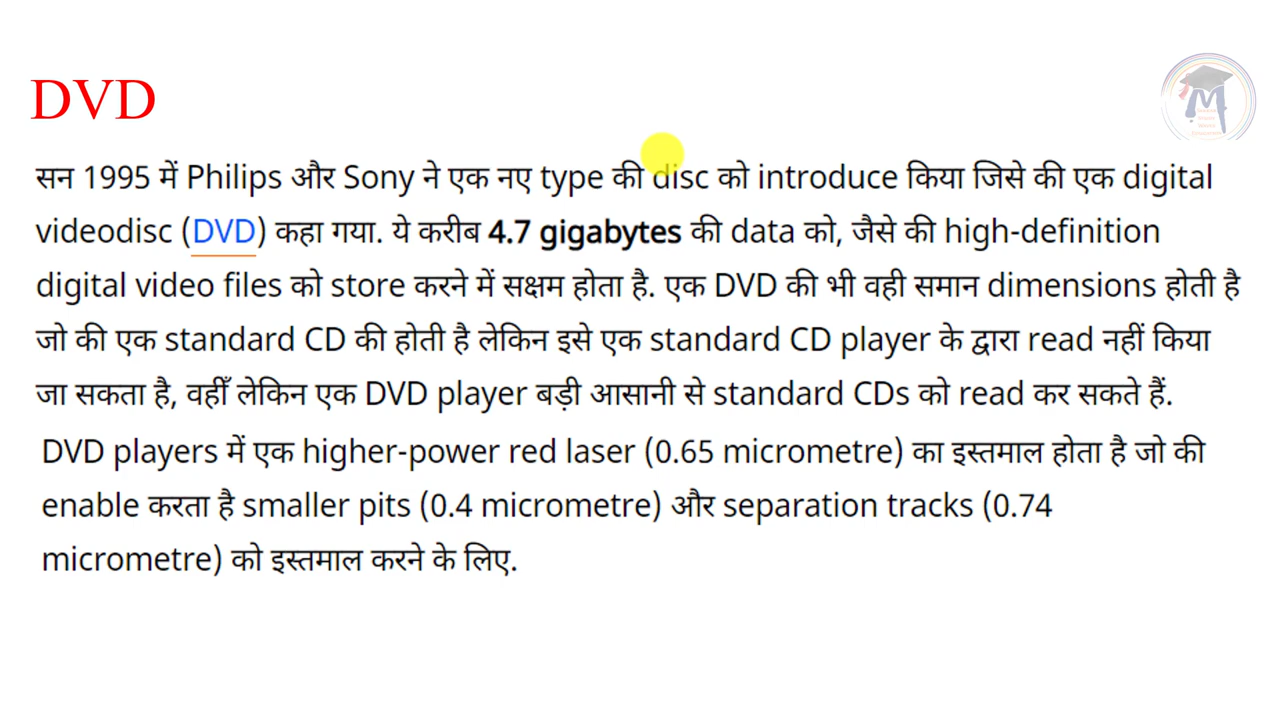 DVD
सन 1995 में Philips और Sony ने एक नए type की disc को introduce किया जिसे की एक digital
videodisc (DVD) कहा गया. ये करीब 4.7 gigabytes की data को, जैसे की high-definition
digital video files को store करने में सक्षम होता है. एक DVD की भी वही समान dimensions होती है
जो की एक standard CD की होती है लेकिन इसे एक standard CD player के द्वारा read नहीं किया
जा सकता है, वहीँ लेकिन एक DVD player बड़ी आसानी से standard CDs को read कर सकते हैं.
DVD players में एक higher-power red laser (0.65 micrometre) का इस्तमाल होता है जो की
enable करता है smaller pits (0.4 micrometre) और separation tracks (0.74
micrometre) को इस्तमाल करने के लिए.